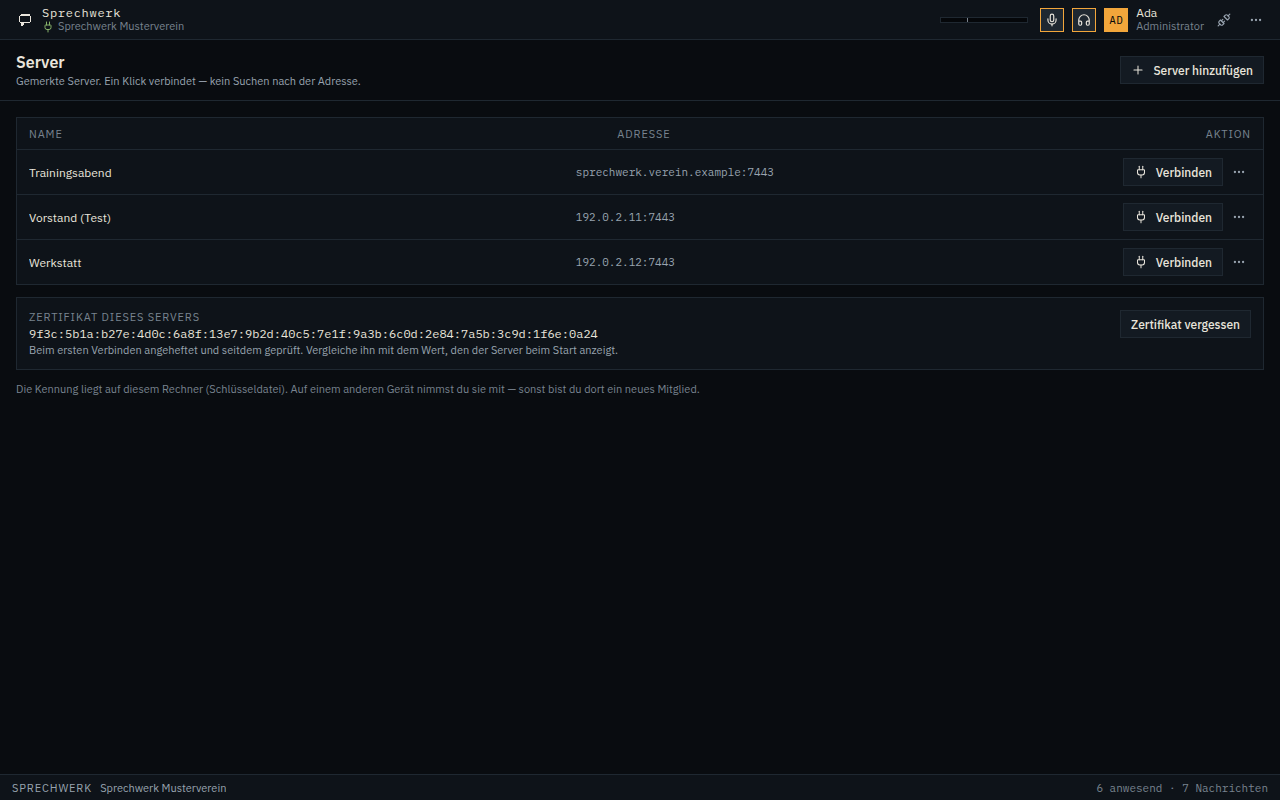 Sprechwerk
Sprechwerk Musterverein
AD
Ada
Administrator
Server
Gemerkte Server. Ein Klick verbindet — kein Suchen nach der Adresse.
Server hinzufügen
NAME ADRESSE AKTION
Trainingsabend sprechwerk.verein.example:7443 Verbinden
Vorstand (Test) 192.0.2.11:7443 Verbinden
Werkstatt 192.0.2.12:7443 Verbinden
ZERTIFIKAT DIESES SERVERS
9f3c:5b1a:b27e:4d0c:6a8f:13e7:9b2d:40c5:7e1f:9a3b:6c0d:2e84:7a5b:3c9d:1f6e:0a24
Beim ersten Verbinden angeheftet und seitdem geprüft. Vergleiche ihn mit dem Wert, den der Server beim Start anzeigt.
Zertifikat vergessen
Die Kennung liegt auf diesem Rechner (Schlüsseldatei). Auf einem anderen Gerät nimmst du sie mit — sonst bist du dort ein neues Mitglied.
SPRECHWERK Sprechwerk Musterverein
6 anwesend · 7 Nachrichten